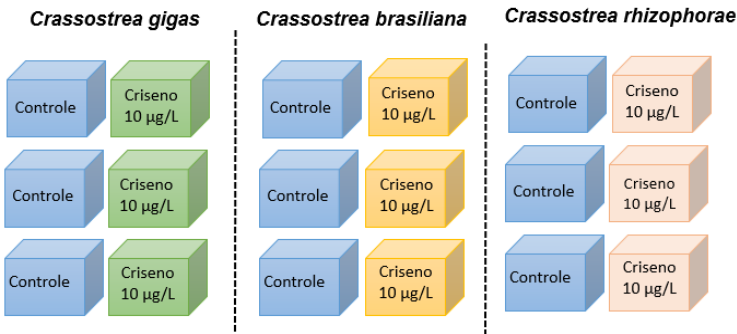 Crassostrea gigas
Crassostrea brasiliana
Crassostrea rhizophorae
Controle
Criseno
10 µg/L
Controle
Criseno
10 µg/L
Controle
Criseno
10 µg/L
Controle
Criseno
10 µg/L
Controle
Criseno
10 µg/L
Controle
Criseno
10 µg/L
Controle
Criseno
10 µg/L
Controle
Criseno
10 µg/L
Controle
Criseno
10 µg/L